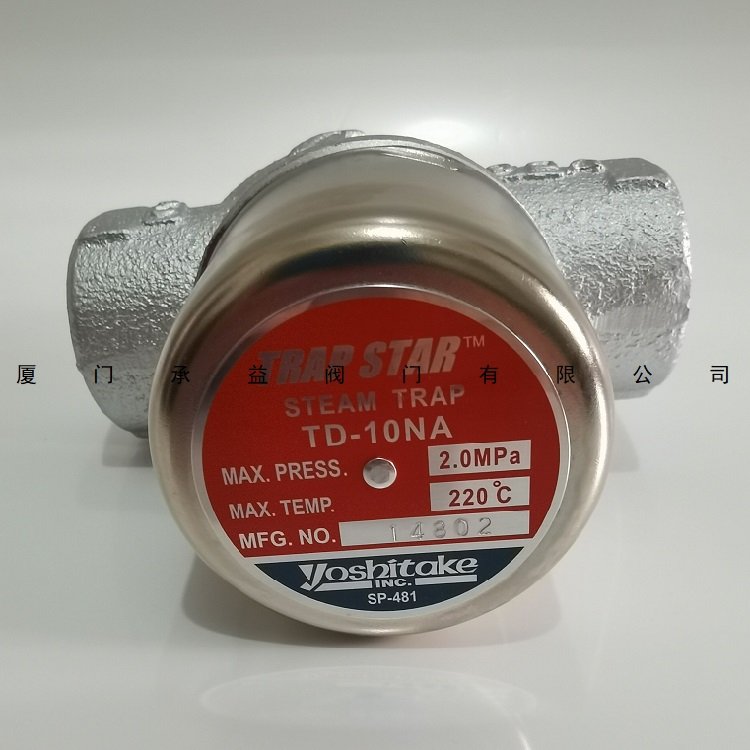 TRAP STAR™
厦门承益阀门有限公司
STEAM TRAP
TD-10NA
MAX. PRESS. 2.0MPa
MAX. TEMP. 220℃
MFG. NO. 14802
Yoshitake
INC.
SP-481